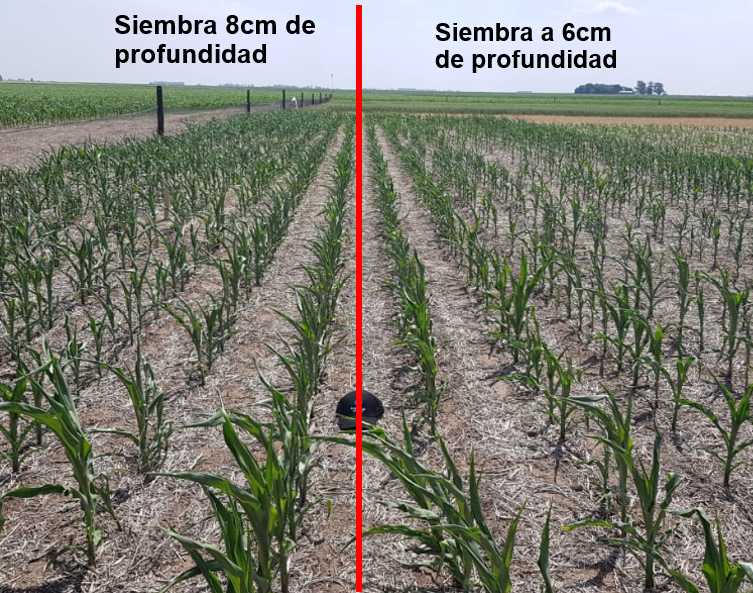 Siembra 8cm de
profundidad
Siembra a 6cm
de profundidad